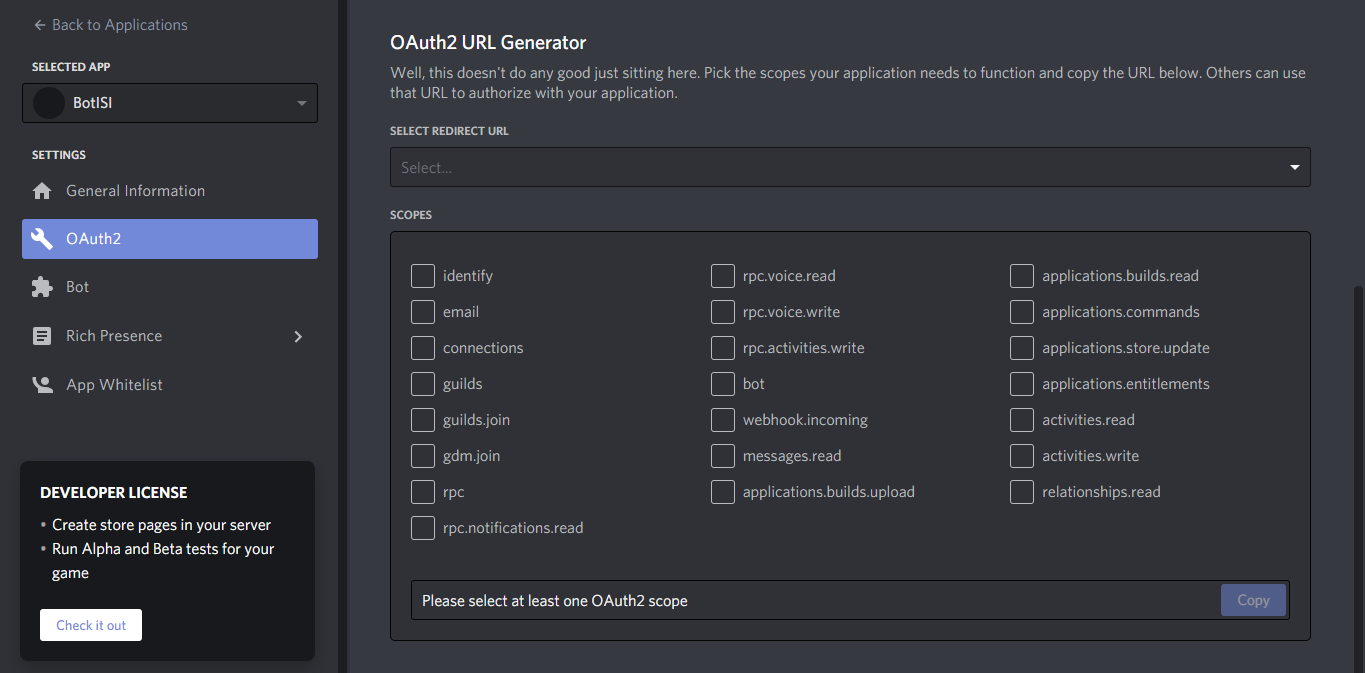 Back to Applications
SELECTED APP
BotISI
SETTINGS
General Information
OAuth2
Bot
Rich Presence
App Whitelist
DEVELOPER LICENSE
• Create store pages in your server
• Run Alpha and Beta tests for your
game
Check it out
OAuth2 URL Generator
Well, this doesn't do any good just sitting here. Pick the scopes your application needs to function and copy the URL below. Others can use
that URL to authorize with your application.
SELECT REDIRECT URL
Select...
SCOPES
identify
email
connections
guilds
guilds.join
gdm.join
rpc
rpc.notifications.read
rpc.voice.read
rpc.voice.write
rpc.activities.write
bot
webhook.incoming
messages.read
applications.builds.upload
applications.builds.read
applications.commands
applications.store.update
applications.entitlements
activities.read
activities.write
relationships.read
Please select at least one OAuth2 scope
Copy